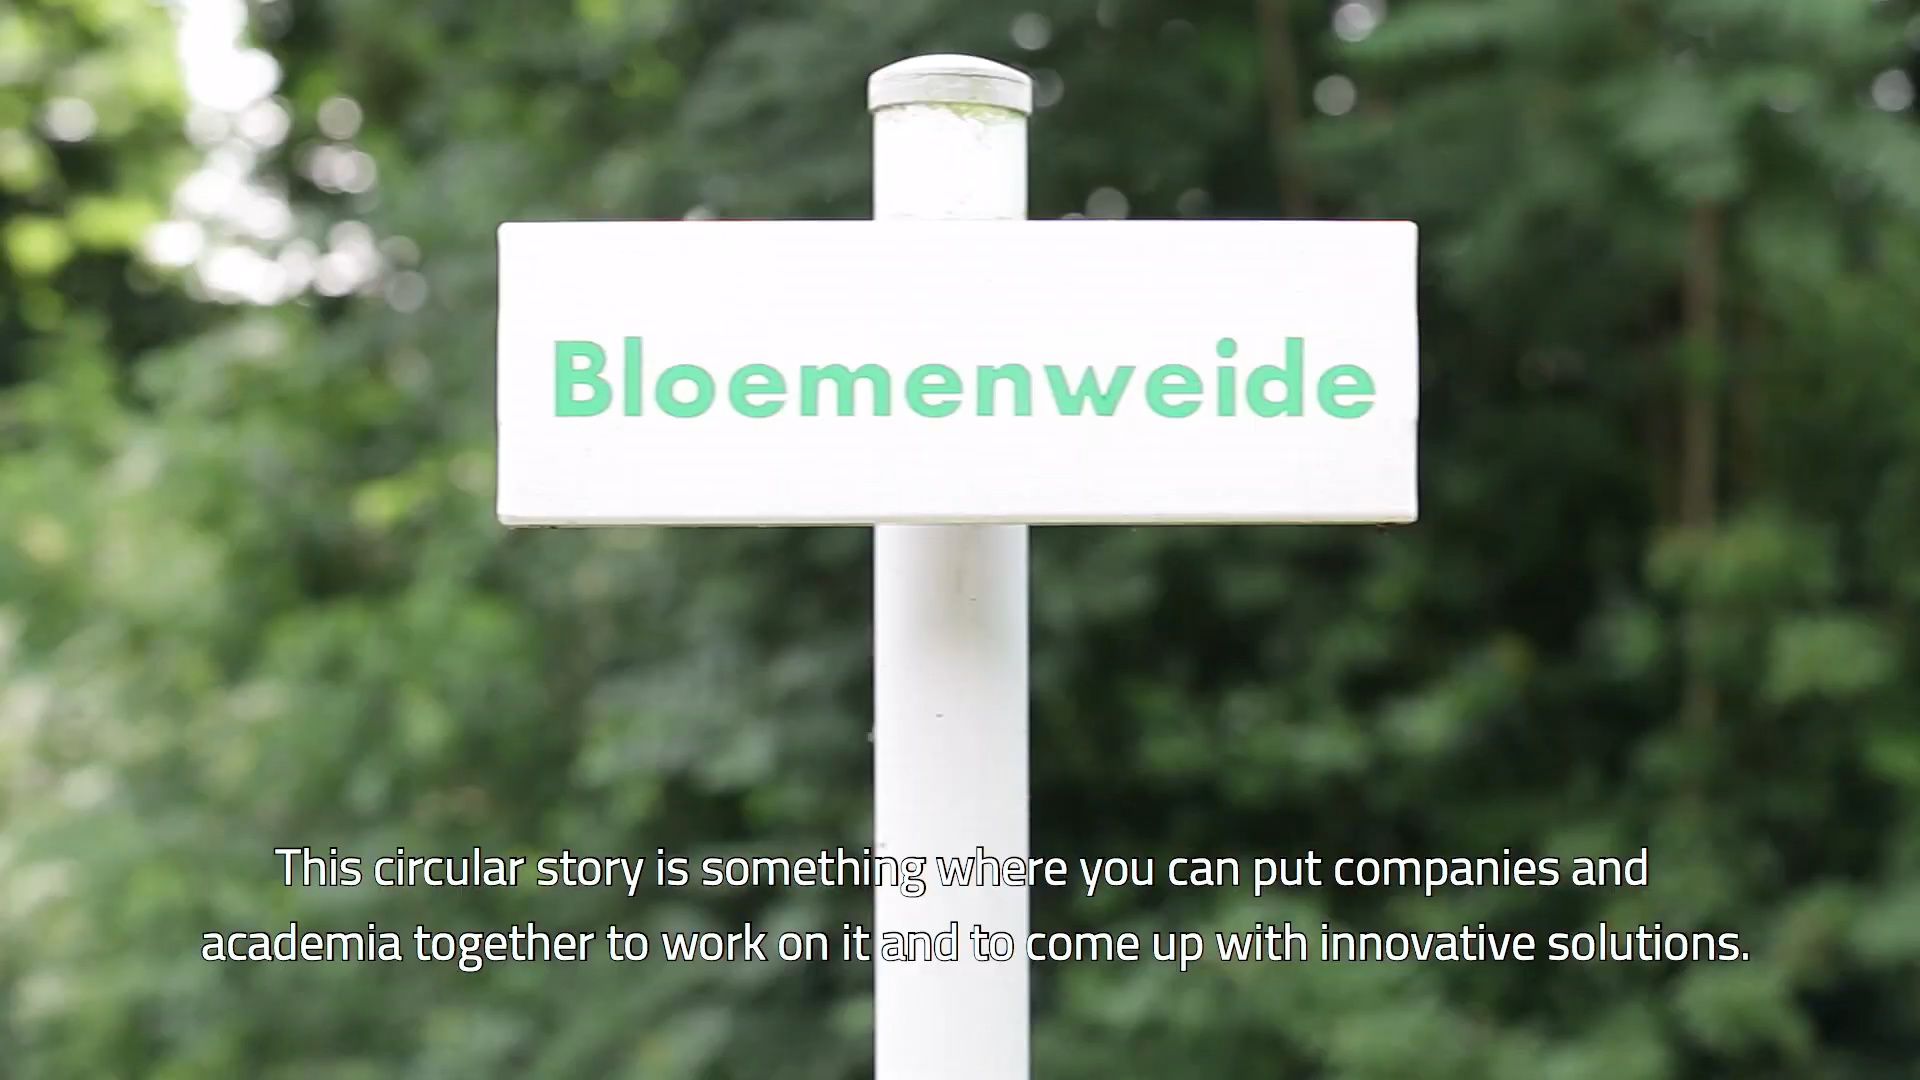 Bloemenweide
This circular story is something where you can put companies and
academia together to work on it and to come up with innovative solutions.